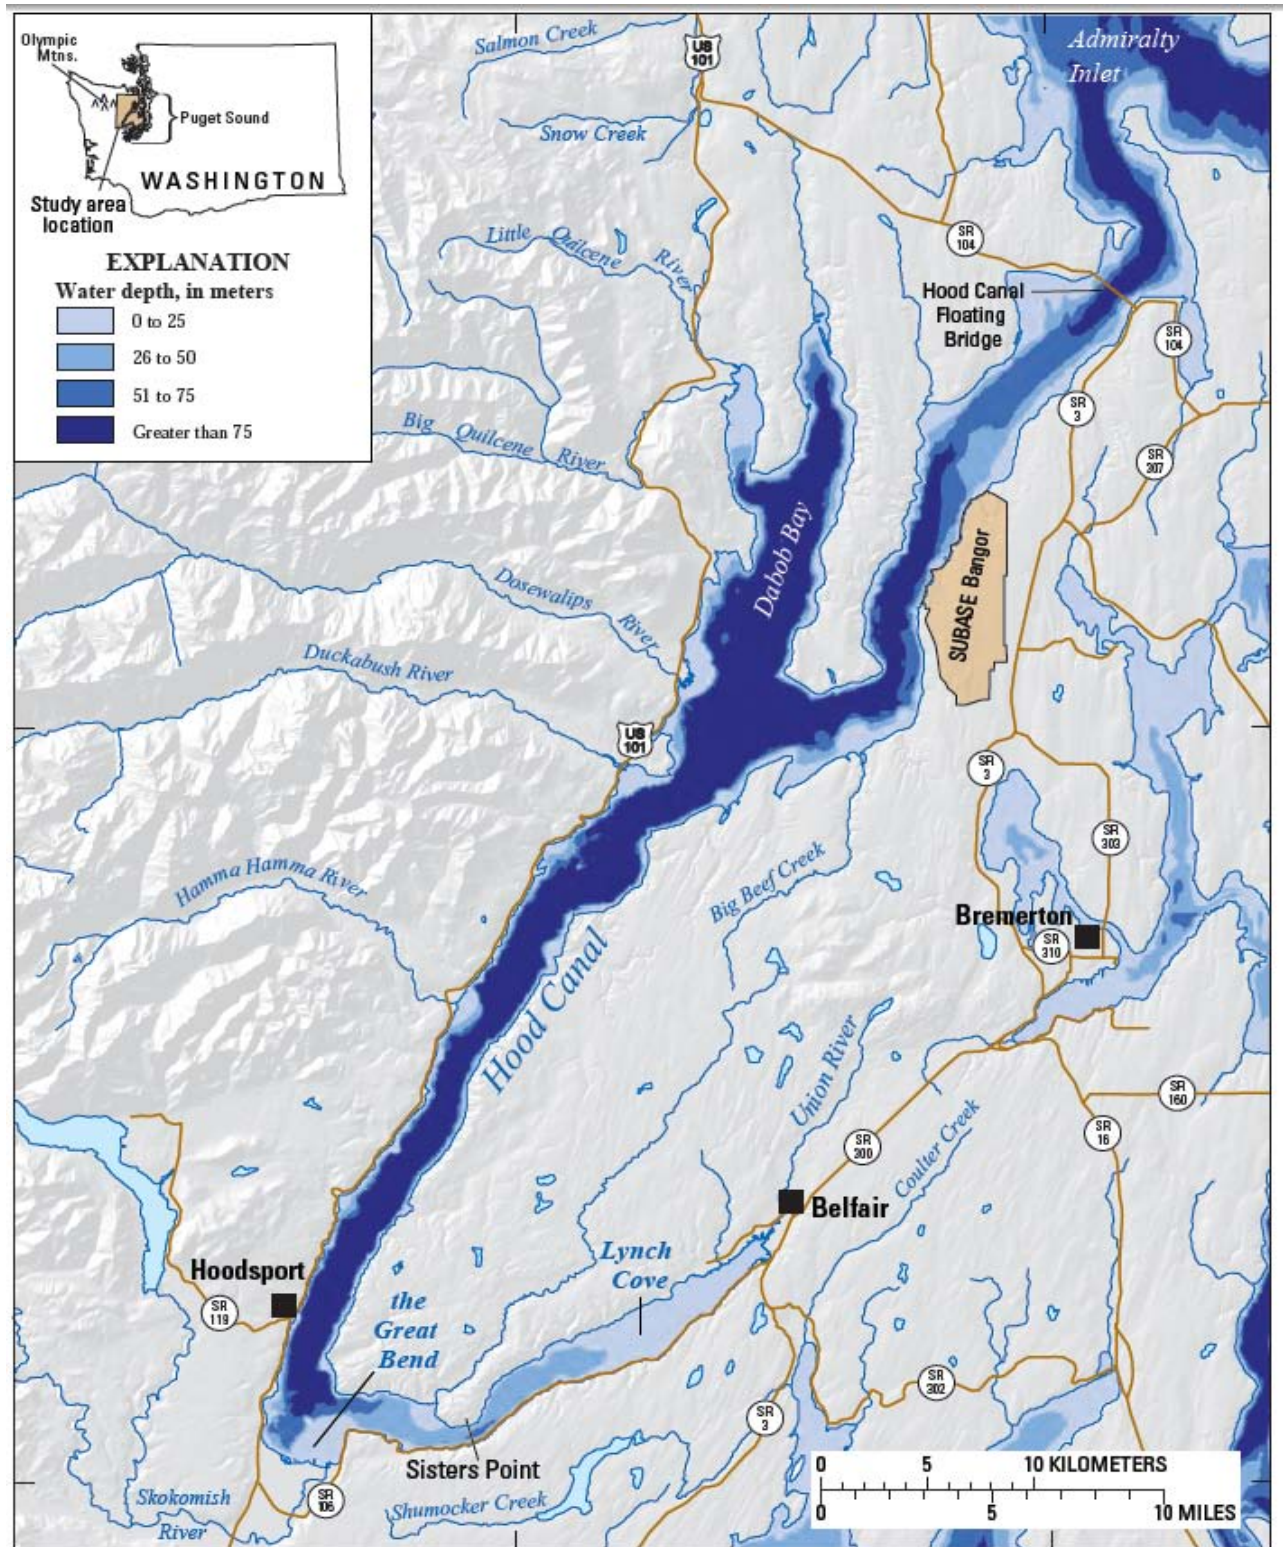 Olympic
Mtns.
Puget Sound
WASHINGTON
Study area
location
EXPLANATION
Water depth, in meters
0 to 25
26 to 50
51 to 75
Greater than 75
Salmon Creek
US
101
Admiralty
Inlet
Snow Creek
Little Quilcene River
SR
104
Hood Canal
Floating
Bridge
SR
104
SR
3
Big Quilcene River
SR
307
Dabob Bay
SUBASE Bangor
Dosewalips River
Duckabush River
US
101
SR
3
SR
303
Hamma Hamma River
Big Beef Creek
Bremerton
SR
310
Hood Canal
Union River
SR
160
SR
16
SR
300
Coulter Creek
Belfair
Lynch
Cove
Hoodsport
SR
119
the
Great
Bend
SR
302
SR
3
Sisters Point
SR
106
Skokomish
River
Shumocker Creek
0 5 10 KILOMETERS
0 5 10 MILES